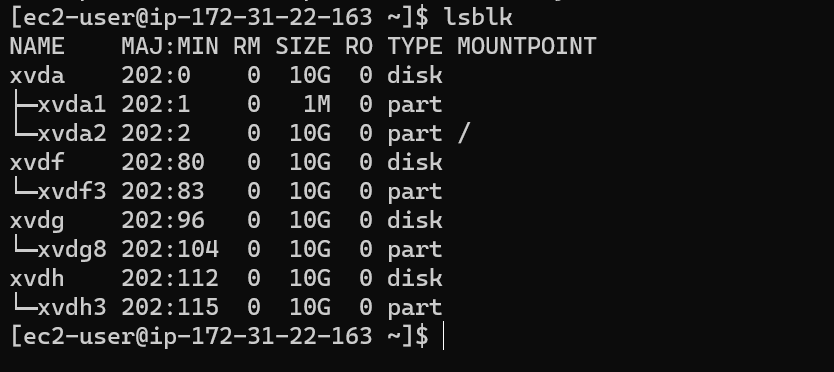 [ec2-user@ip-172-31-22-163 ~]$ lsblk
NAME    MAJ:MIN RM SIZE RO TYPE MOUNTPOINT
xvda    202:0    0  10G  0 disk
├─xvda1 202:1    0   1M  0 part
└─xvda2 202:2    0  10G  0 part /
xvdf    202:80   0  10G  0 disk
└─xvdf3 202:83   0  10G  0 part
xvdg    202:96   0  10G  0 disk
└─xvdg8 202:104  0  10G  0 part
xvdh    202:112  0  10G  0 disk
└─xvdh3 202:115  0  10G  0 part
[ec2-user@ip-172-31-22-163 ~]$